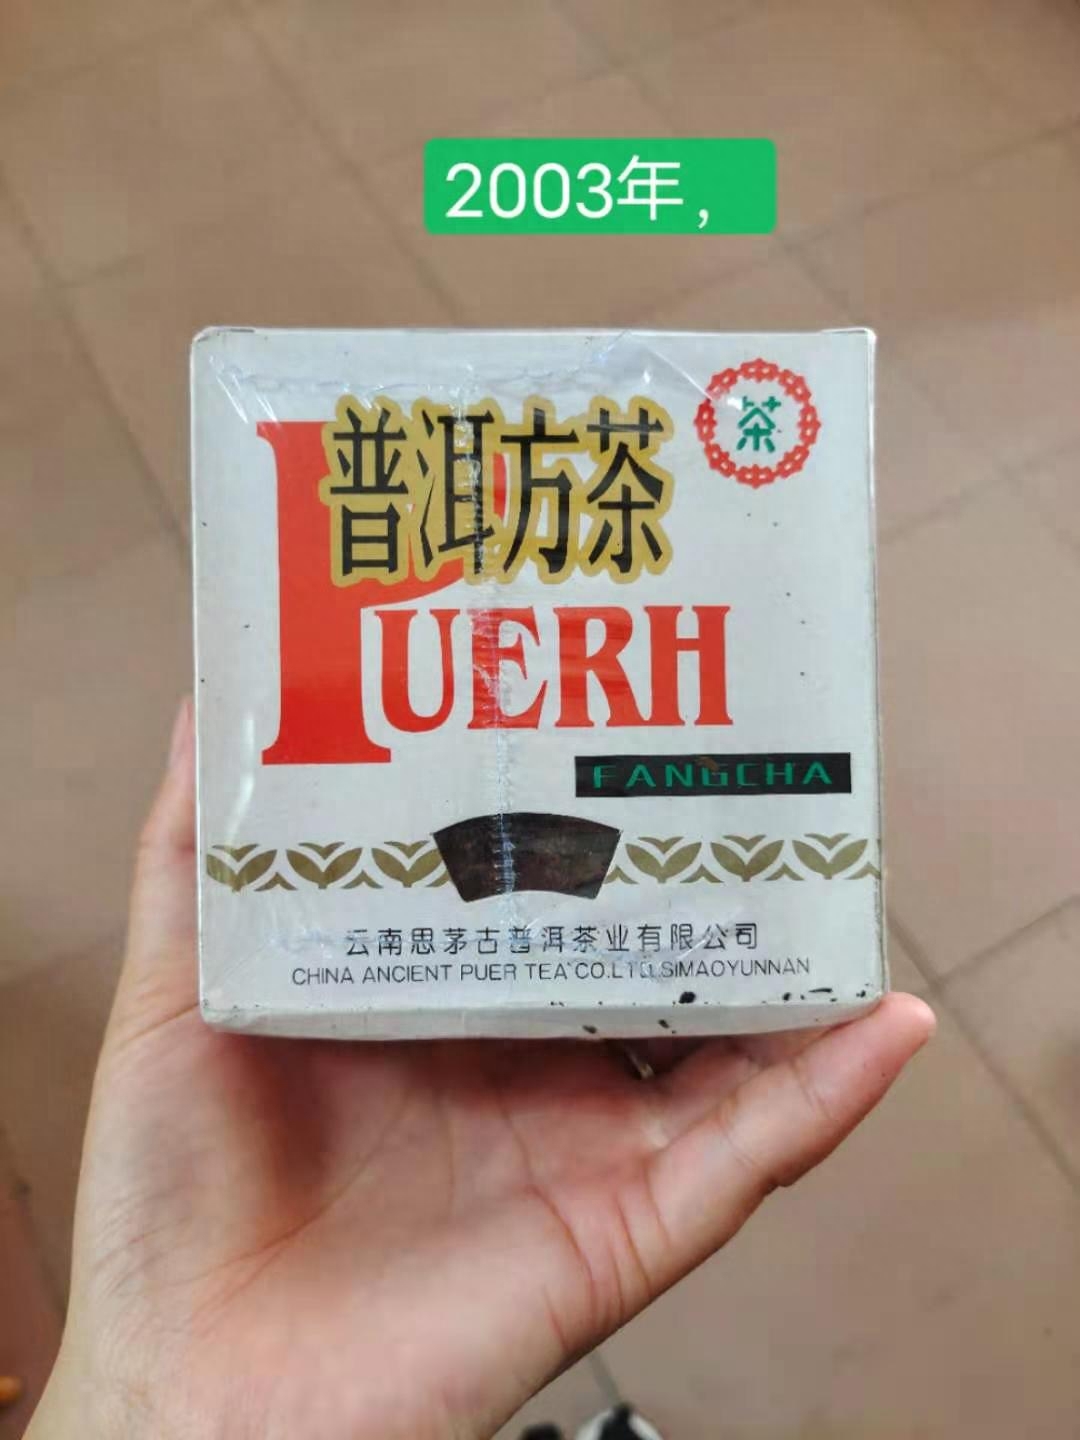 2003年，
茶
普洱方茶
PUERH
FANGCHA
云南思茅古普洱茶业有限公司
CHINA ANCIENT PUER TEA CO.LTD.SIMAOYUNNAN